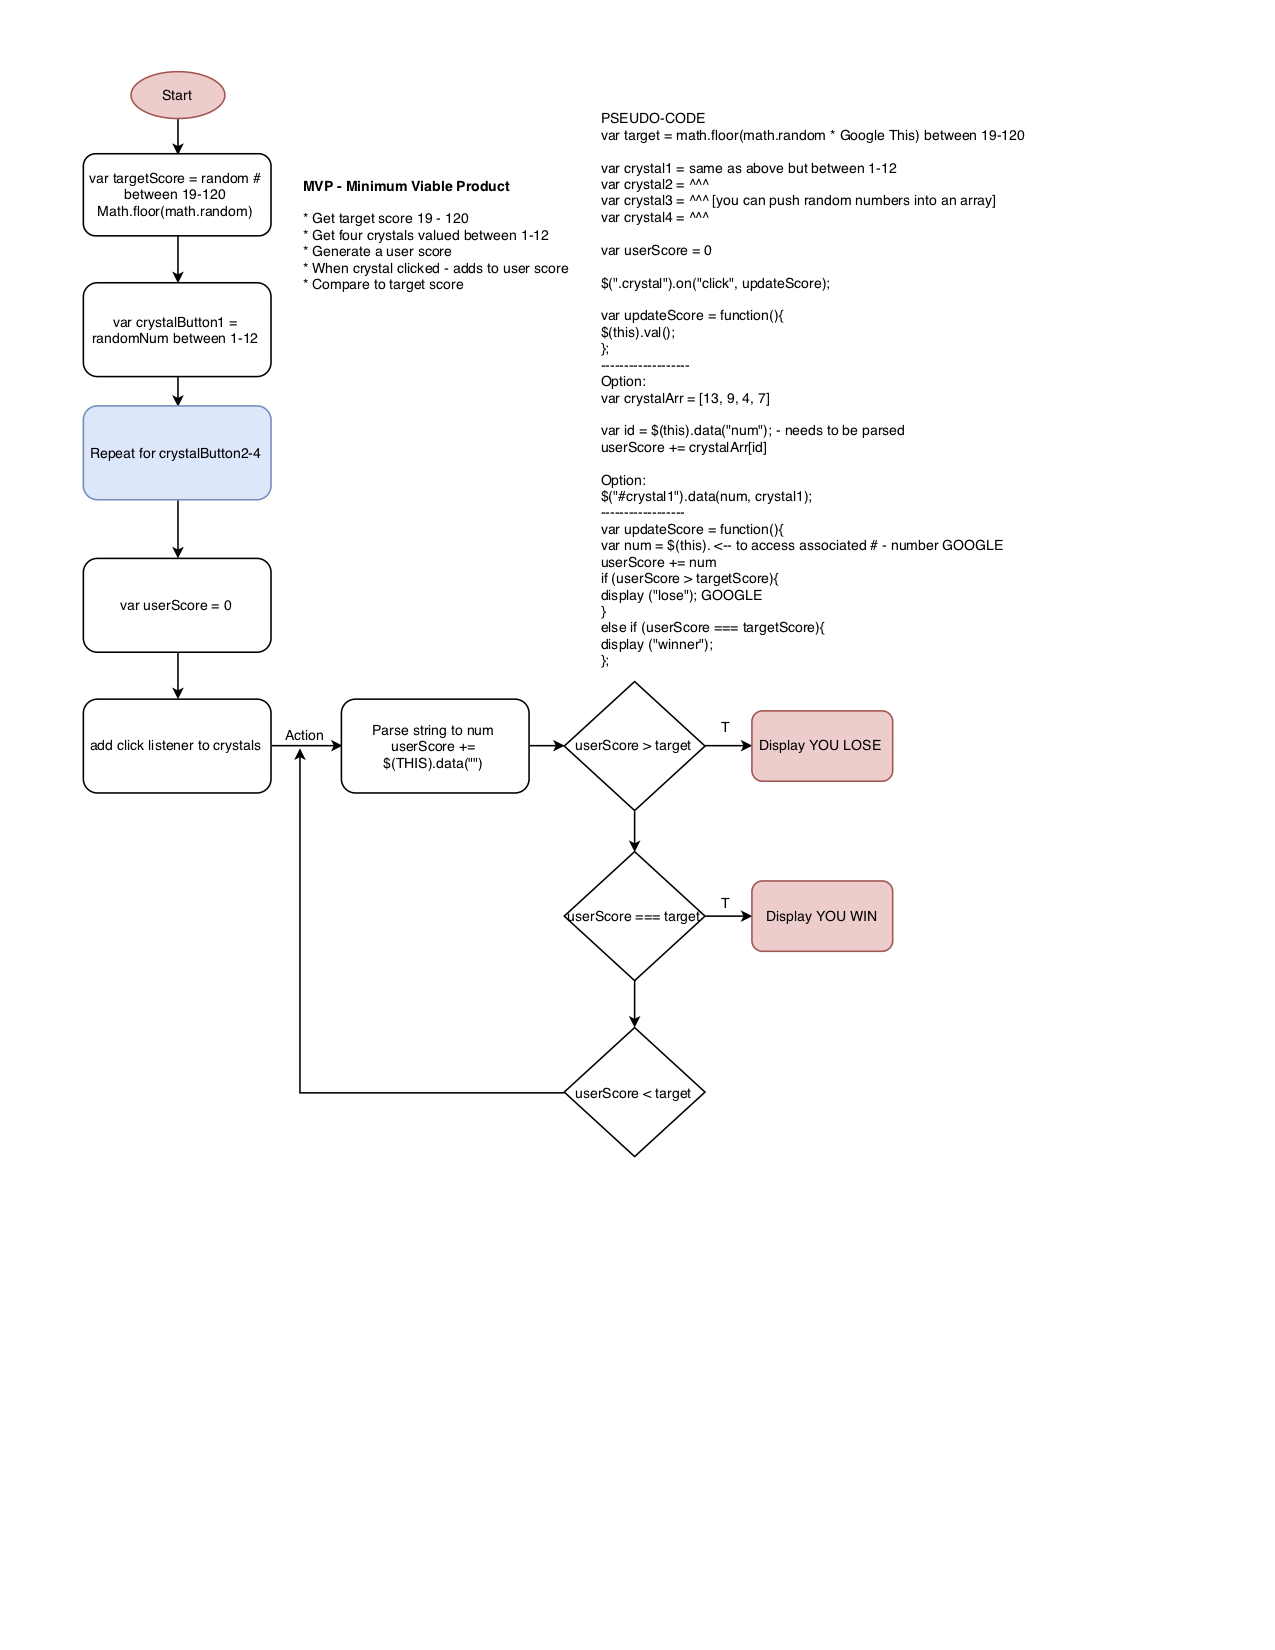 Start
var targetScore = random #
between 19-120
Math.floor(math.random)
var crystalButton1 =
randomNum between 1-12
Repeat for crystalButton2-4
var userScore = 0
add click listener to crystals
MVP - Minimum Viable Product
* Get target score 19 - 120
* Get four crystals valued between 1-12
* Generate a user score
* When crystal clicked - adds to user score
* Compare to target score
PSEUDO-CODE
var target = math.floor(math.random * Google This) between 19-120
var crystal1 = same as above but between 1-12
var crystal2 = ^^^
var crystal3 = ^^^ [you can push random numbers into an array]
var crystal4 = ^^^
var userScore = 0
$(".crystal").on("click", updateScore);
var updateScore = function(){
$(this).val();
};
-------------------
Option:
var crystalArr = [13, 9, 4, 7]
var id = $(this).data("num"); - needs to be parsed
userScore += crystalArr[id]
Option:
$("#crystal1").data(num, crystal1);
------------------
var updateScore = function(){
var num = $(this). <-- to access associated # - number GOOGLE
userScore += num
if (userScore > targetScore){
display ("lose"); GOOGLE
}
else if (userScore === targetScore){
display ("winner");
};
Action
Parse string to num
userScore +=
$(THIS).data("")
userScore > target
T
Display YOU LOSE
userScore === target
T
Display YOU WIN
userScore < target